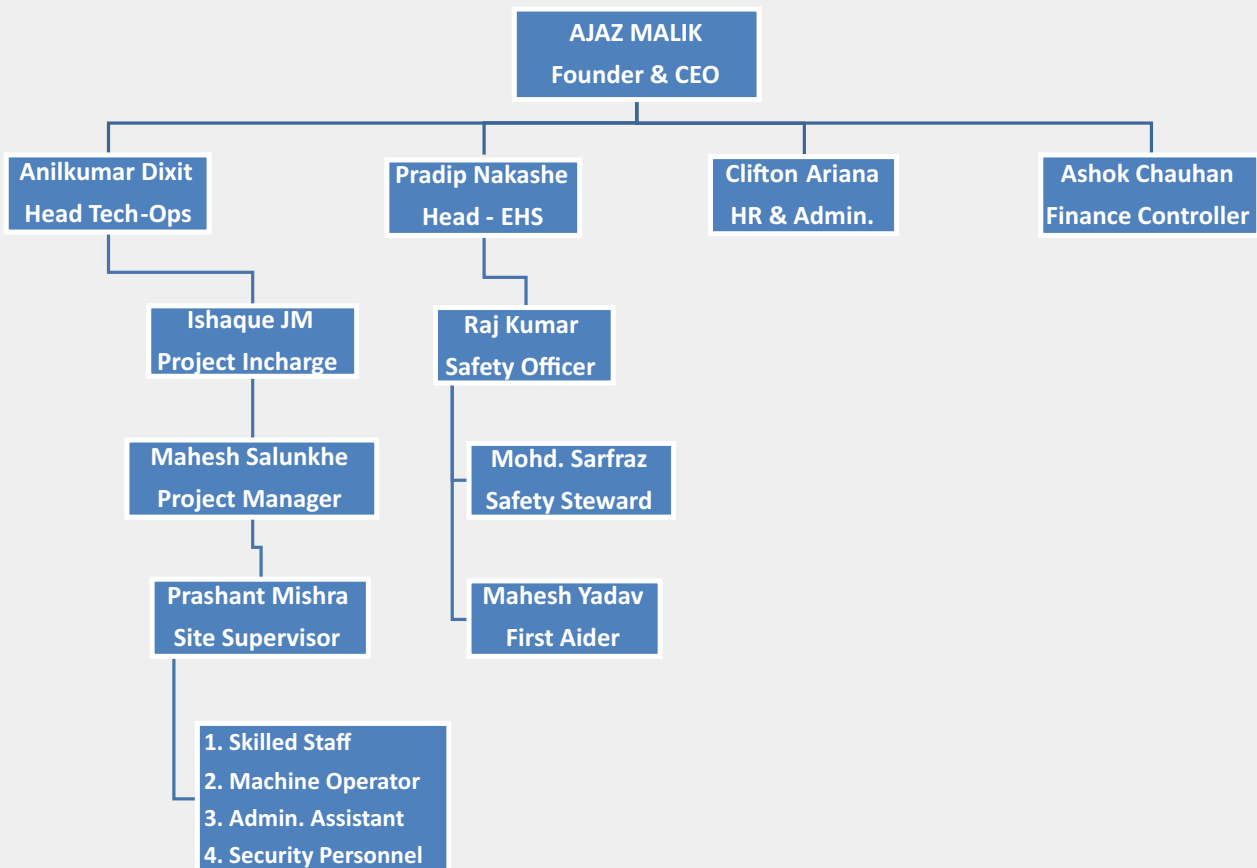 AJAZ MALIK
Founder & CEO
Anilkumar Dixit
Head Tech-Ops
Pradip Nakashe
Head - EHS
Clifton Ariana
HR & Admin.
Ashok Chauhan
Finance Controller
Ishaque JM
Project Incharge
Raj Kumar
Safety Officer
Mahesh Salunkhe
Project Manager
Mohd. Sarfraz
Safety Steward
Prashant Mishra
Site Supervisor
Mahesh Yadav
First Aider
1. Skilled Staff
2. Machine Operator
3. Admin. Assistant
4. Security Personnel